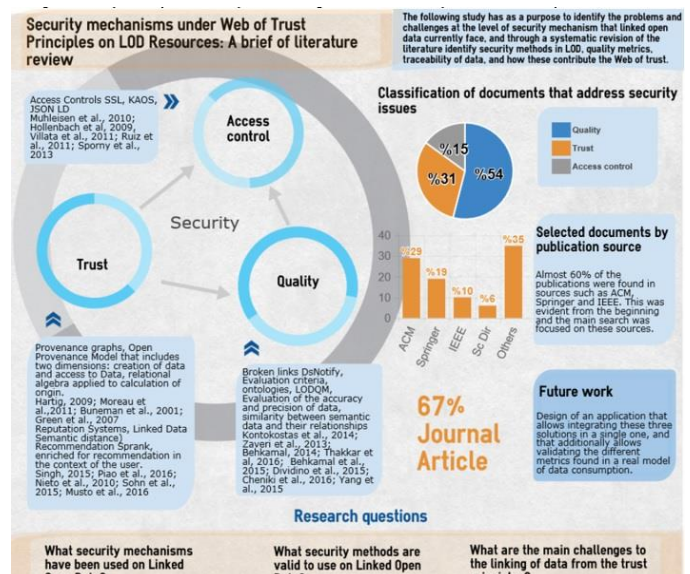 Security mechanisms under Web of Trust
Principles on LOD Resources: A brief of literature
review
The following study has as a purpose to identify the problems and
challenges at the level of security mechanism that linked open
data currently face, and through a systematic revision of the
literature identify security methods in LOD, quality metrics,
traceability of data, and how these contribute the Web of trust.
Access Controls SSL, KAOS,
JSON LD
Muhleisen et al., 2010;
Hollenbach et al, 2009,
Villata et al., 2011; Ruiz et
al., 2011; Sporny et al.,
2013
Access
control
Security
Trust
Quality
Provenance graphs, Open
Provenance Model that includes
two dimensions: creation of data
and access to Data, relational
algebra applied to calculation of
origin.
Hartig, 2009; Moreau et
al.,2011; Buneman et al., 2001;
Green et al., 2007
Reputation Systems, Linked Data
Semantic distance)
Recommendation Sprank,
enriched for recommendation in
the context of the user.
Singh, 2015; Piao et al., 2016;
Nieto et al., 2010; Sohn et al.,
2015; Musto et al., 2016
Broken links DsNotify,
Evaluation criteria,
ontologies, LODQM,
Evaluation of the accuracy
and precision of data,
similarity between semantic
data and their relationships
Kontokostas et al., 2014;
Zaveri et al., 2013;
Behkamal, 2014; Thakkar et
al, 2016; Behkamal et al.,
2015; Dividino et al., 2015;
Cheniki et al., 2016; Yang et
al., 2015
Classification of documents that address security
issues
%15
%31
%54
Quality
Trust
Access control
40
30
20
10
0
%29
%19
%10
%6
%35
ACM
Springer
IEEE
Sc Dir
Others
Selected documents by
publication source
Almost 60% of the
publications were found in
sources such as ACM,
Springer and IEEE. This was
evident from the beginning
and the main search was
focused on these sources.
67%
Journal
Article
Future work
Design of an application that
allows integrating these three
solutions in a single one, and
that additionally allows
validating the different
metrics found in a real model
of data consumption.
Research questions
What security mechanisms
have been used on Linked
What security methods are
valid to use on Linked Open
What are the main challenges to
the linking of data from the trust